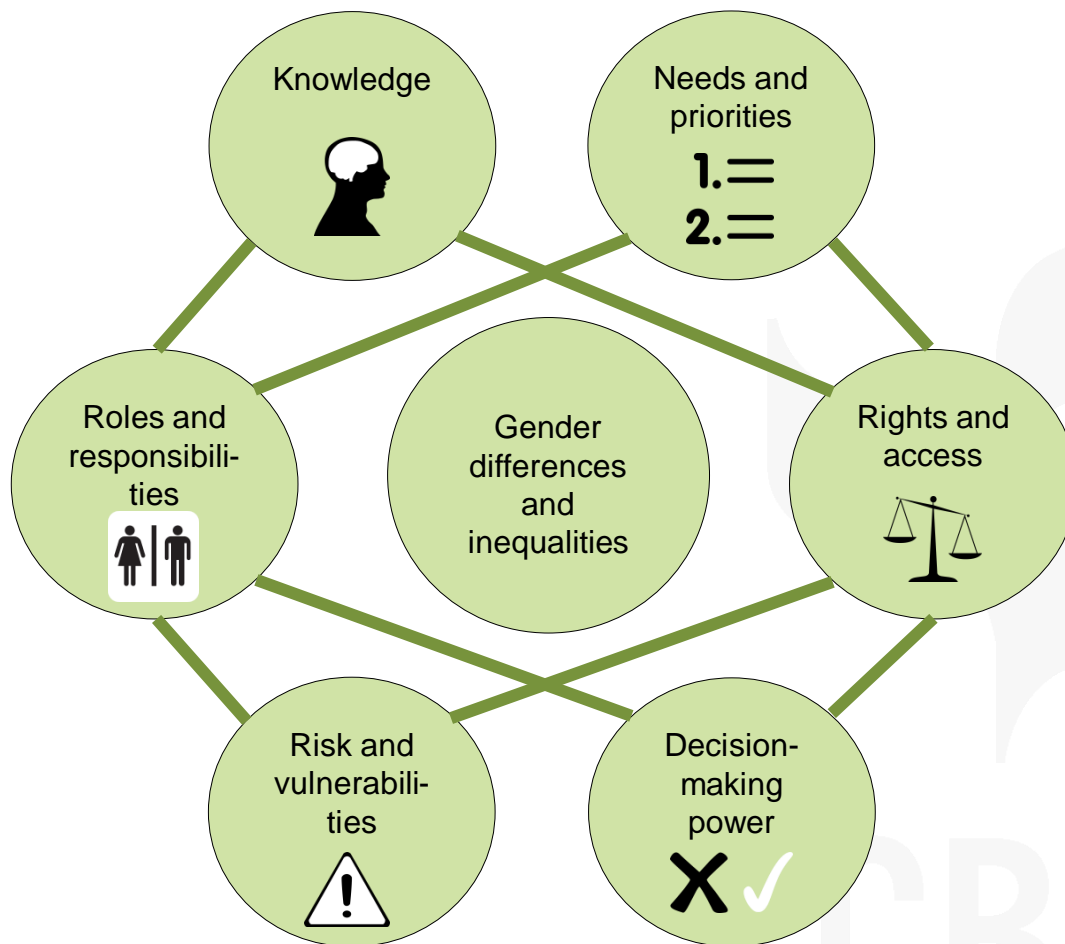 Knowledge
Needs and
priorities
1.
2.
Roles and
responsibili-
ties
Gender
differences
and
inequalities
Rights and
access
Risk and
vulnerabili-
ties
Decision-
making
power
CB